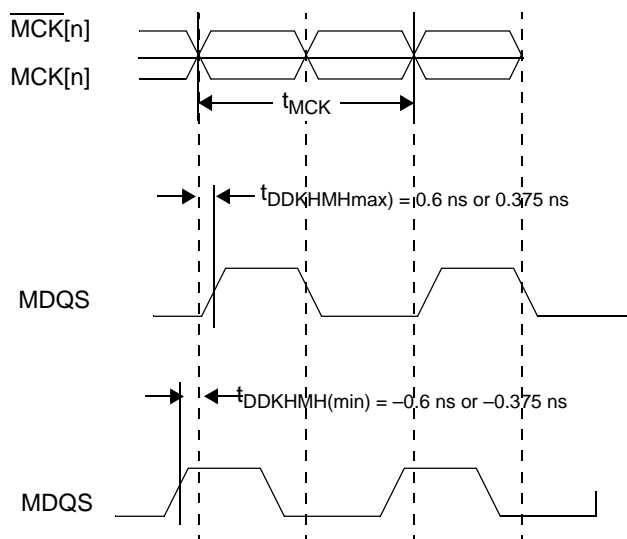 MCK[n]
MCK[n]
tMCK
tDDKHMHmax) = 0.6 ns or 0.375 ns
MDQS
tDDKHMH(min) = –0.6 ns or –0.375 ns
MDQS